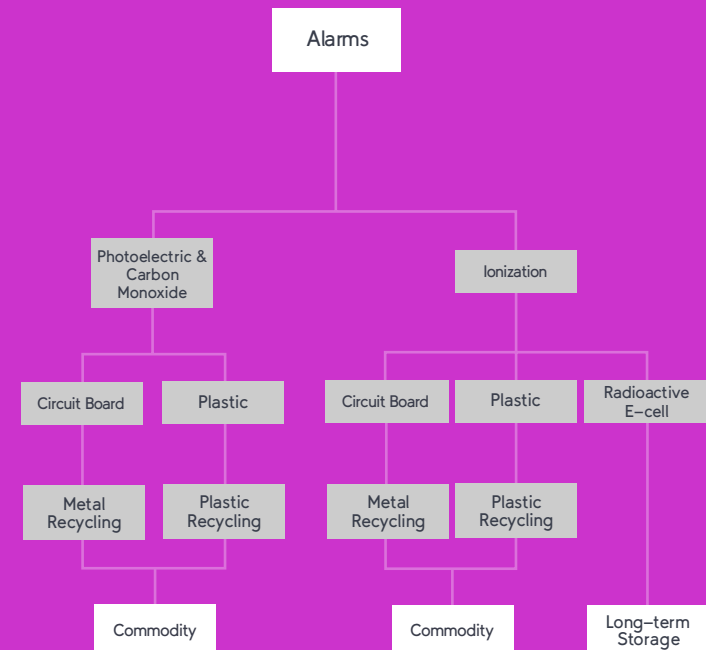 Alarms
Photoelectric &
Carbon
Monoxide
Ionization
Circuit Board
Plastic
Circuit Board
Plastic
Radioactive
E–cell
Metal
Recycling
Plastic
Recycling
Metal
Recycling
Plastic
Recycling
Commodity
Commodity
Long–term
Storage